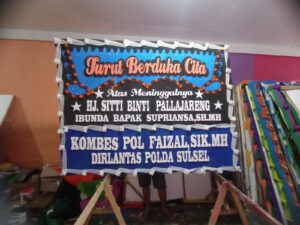 Turut Berduka Cita
Atas Meninggalnya
HJ. SITTI BINTI PALLAJARENG
IBUNDA BAPAK SUPRIANSA,SH.MH
KOMBES POL FAIZAL,SIK.MH
DIRLANTAS POLDA SULSEL